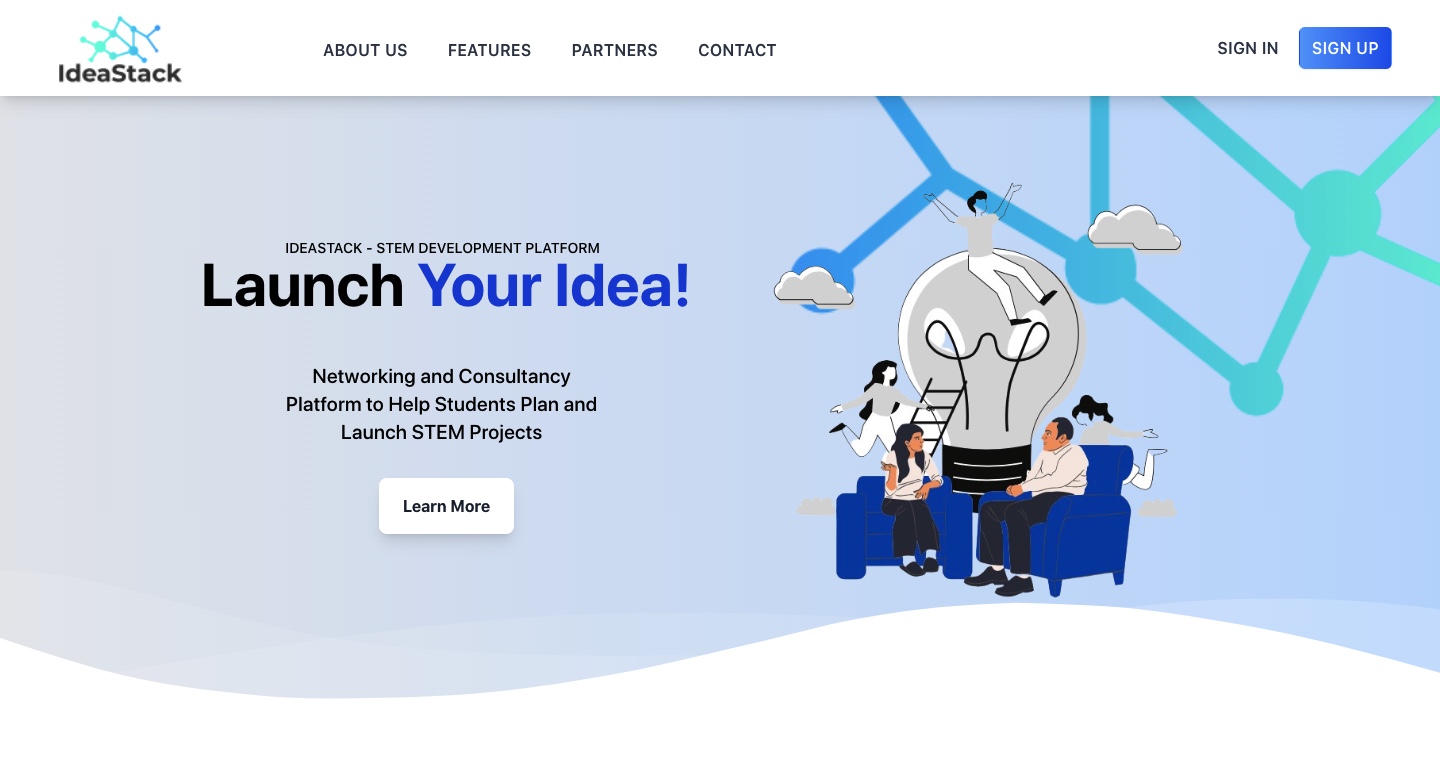 IdeaStack
ABOUT US
FEATURES
PARTNERS
CONTACT
SIGN IN
SIGN UP
IDEASTACK - STEM DEVELOPMENT PLATFORM
Launch Your Idea!
Networking and Consultancy
Platform to Help Students Plan and
Launch STEM Projects
Learn More